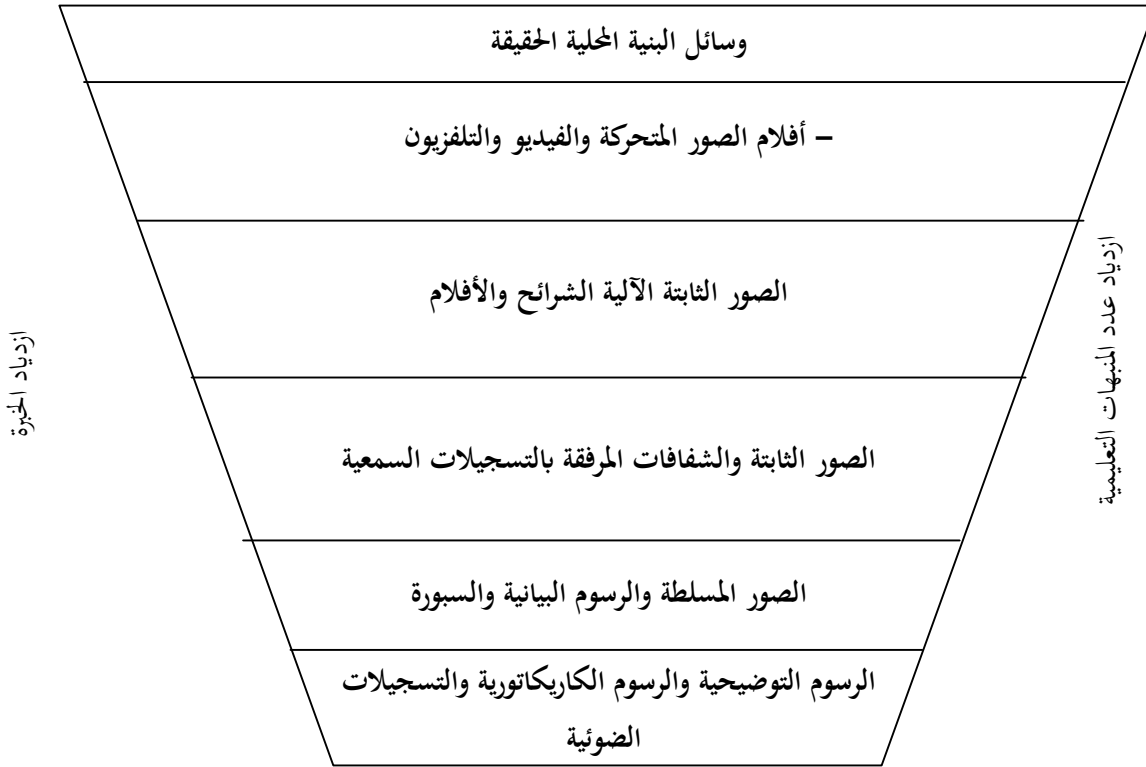 وسائل البنية المحلية الحقيقة
– أفلام الصور المتحركة والفيديو والتلفزيون
الصور الثابتة الآلية الشرائح والأفلام
الصور الثابتة والشفافات المرفقة بالتسجيلات السمعية
الصور المسلطة والرسوم البيانية والسبورة
الرسوم التوضيحية والرسوم الكاريكاتورية والتسجيلات
الضوئية
ازدياد عدد المنبهات التعليمية
ازدياد الخبرة